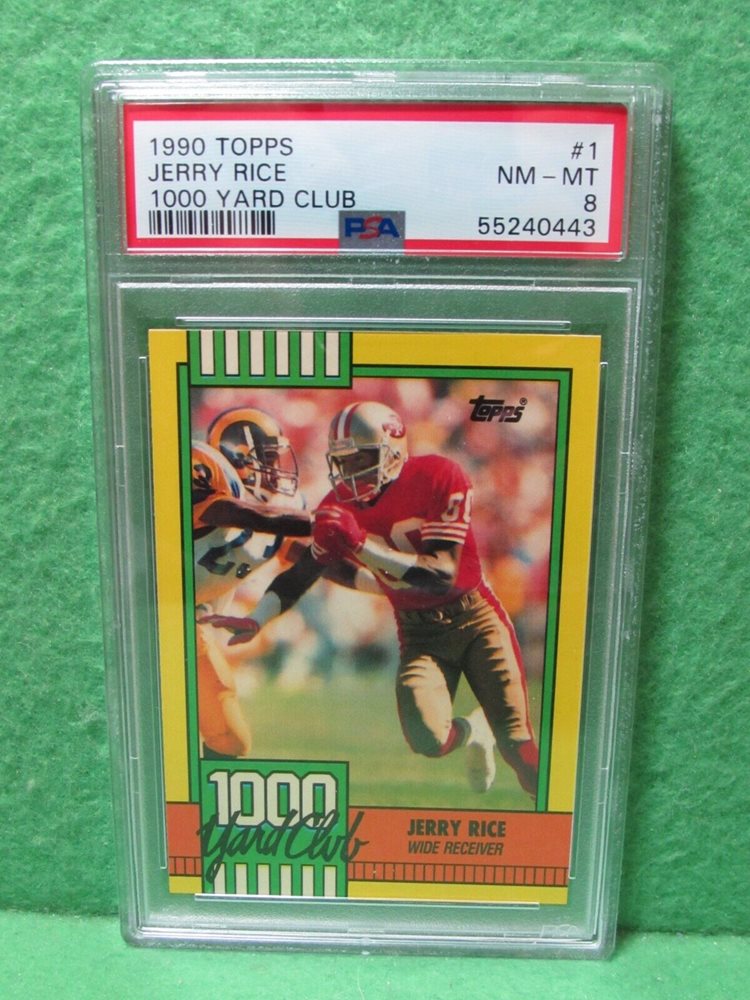 1990 TOPPS #1
JERRY RICE NM - MT
1000 YARD CLUB 8
PSA 55240443
Topps®
80
1000
Yard Club
JERRY RICE
WIDE RECEIVER